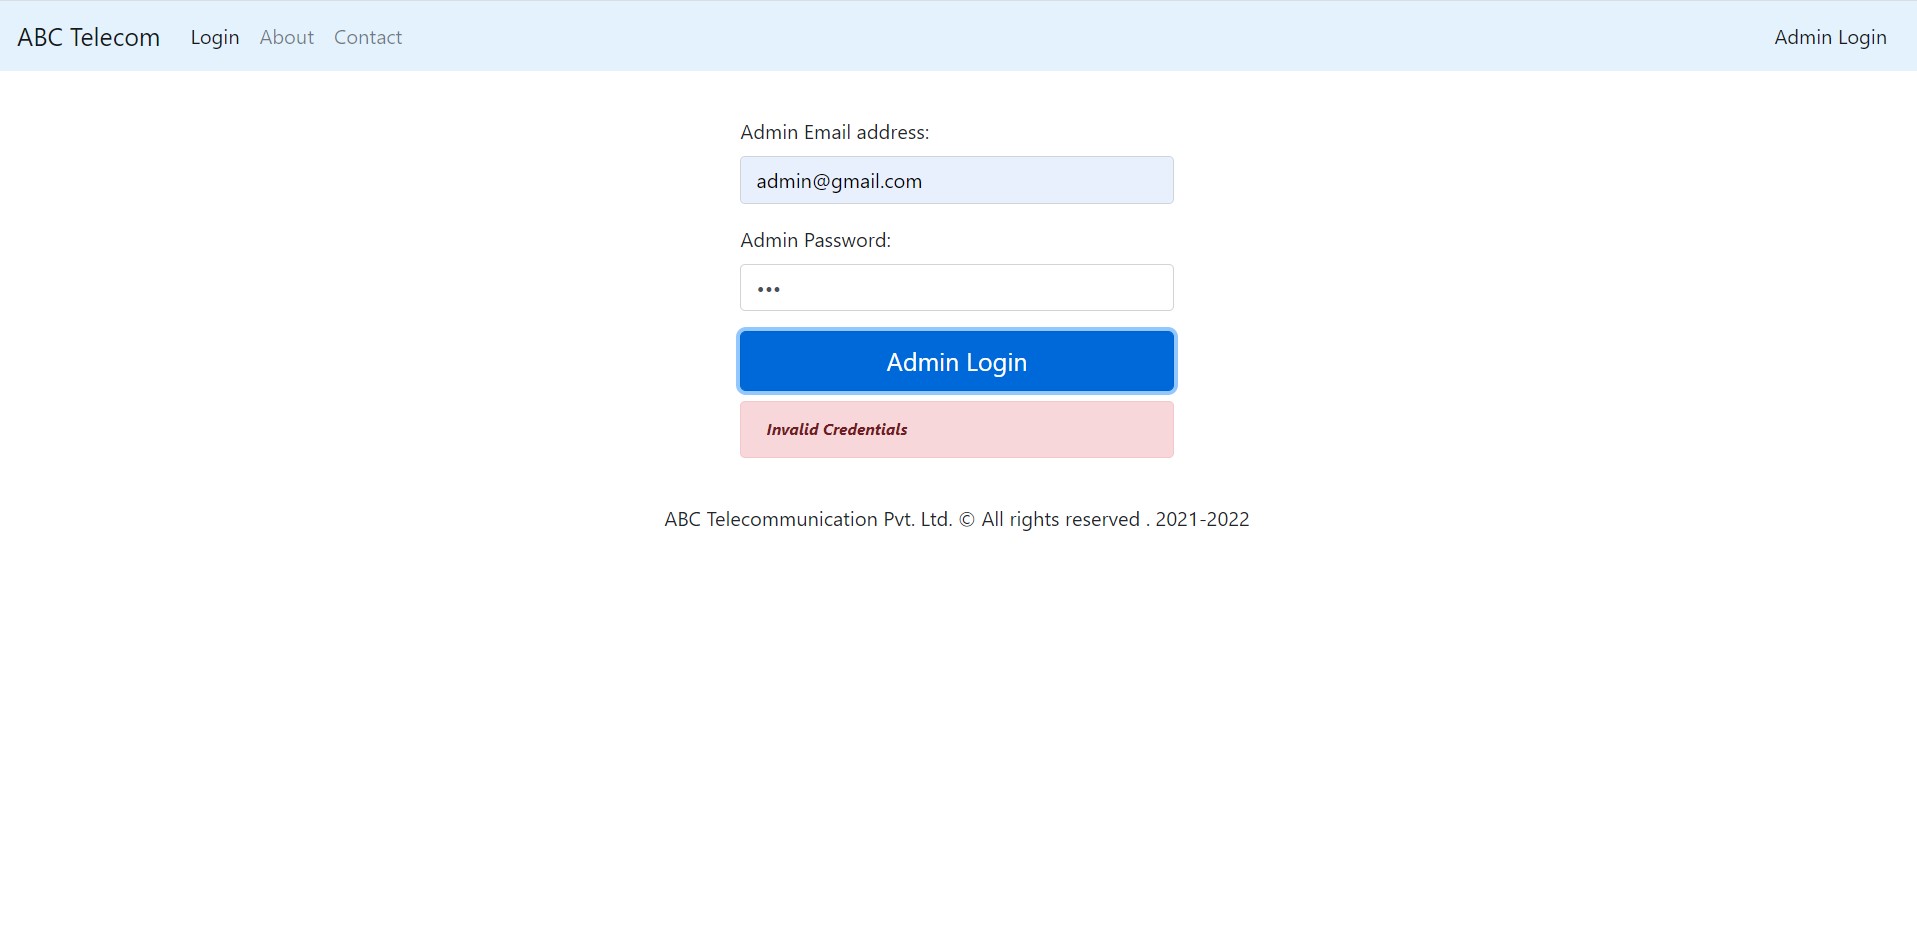 ABC Telecom Login About Contact Admin Login
Admin Email address:
admin@gmail.com
Admin Password:
•••
Admin Login
Invalid Credentials
ABC Telecommunication Pvt. Ltd. © All rights reserved . 2021-2022